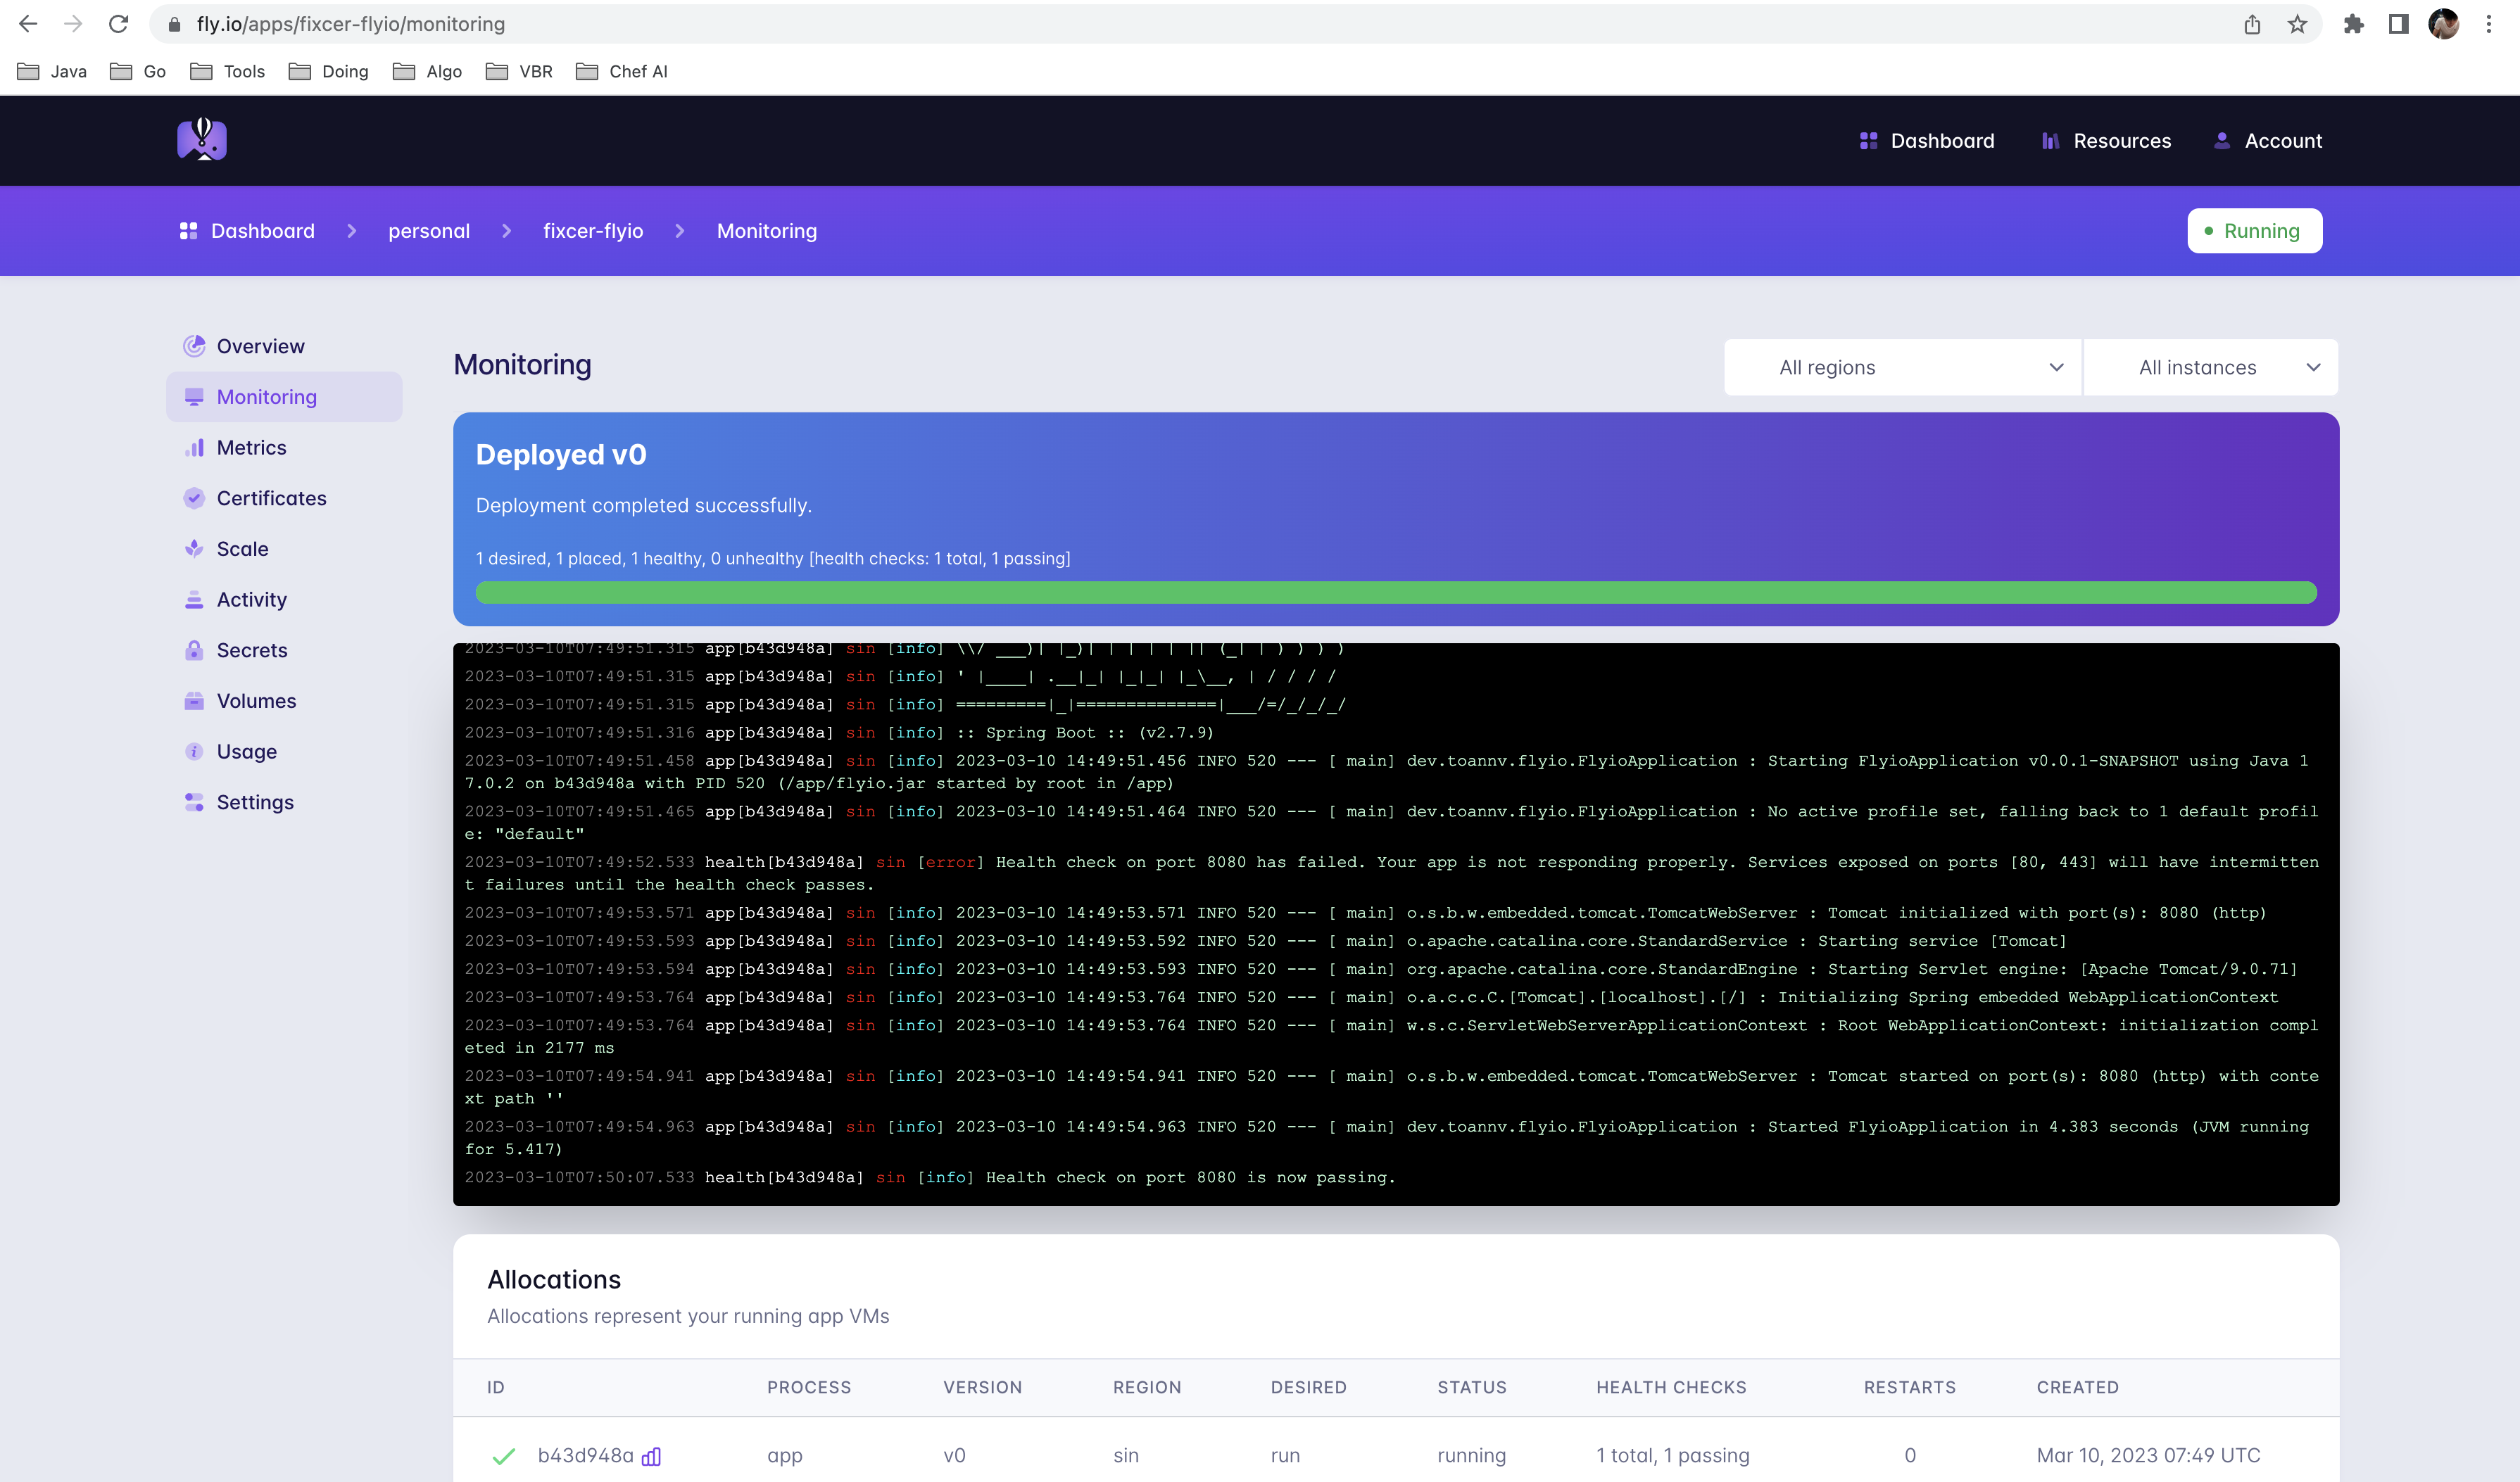 fly.io/apps/fixcer-flyio/monitoring
Java Go Tools Doing Algo VBR Chef AI
Dashboard Resources Account
Dashboard personal fixcer-flyio Monitoring Running
Overview
Monitoring
Metrics
Certificates
Scale
Activity
Secrets
Volumes
Usage
Settings
Monitoring
All regions All instances
Deployed v0
Deployment completed successfully.
1 desired, 1 placed, 1 healthy, 0 unhealthy [health checks: 1 total, 1 passing]
2023-03-10T07:49:51.315 app[b43d948a] sin [info] \\/ ___)| |_)| | | | | || (_| | ) ) ) )
2023-03-10T07:49:51.315 app[b43d948a] sin [info] ' |____| .__|_| |_|_| |_\__, | / / / /
2023-03-10T07:49:51.315 app[b43d948a] sin [info] =========|_|==============|___/=/_/_/_/
2023-03-10T07:49:51.316 app[b43d948a] sin [info] :: Spring Boot :: (v2.7.9)
2023-03-10T07:49:51.458 app[b43d948a] sin [info] 2023-03-10 14:49:51.456 INFO 520 --- [ main] dev.toannv.flyio.FlyioApplication : Starting FlyioApplication v0.0.1-SNAPSHOT using Java 1
7.0.2 on b43d948a with PID 520 (/app/flyio.jar started by root in /app)
2023-03-10T07:49:51.465 app[b43d948a] sin [info] 2023-03-10 14:49:51.464 INFO 520 --- [ main] dev.toannv.flyio.FlyioApplication : No active profile set, falling back to 1 default profil
e: "default"
2023-03-10T07:49:52.533 health[b43d948a] sin [error] Health check on port 8080 has failed. Your app is not responding properly. Services exposed on ports [80, 443] will have intermitten
t failures until the health check passes.
2023-03-10T07:49:53.571 app[b43d948a] sin [info] 2023-03-10 14:49:53.571 INFO 520 --- [ main] o.s.b.w.embedded.tomcat.TomcatWebServer : Tomcat initialized with port(s): 8080 (http)
2023-03-10T07:49:53.593 app[b43d948a] sin [info] 2023-03-10 14:49:53.592 INFO 520 --- [ main] o.apache.catalina.core.StandardService : Starting service [Tomcat]
2023-03-10T07:49:53.594 app[b43d948a] sin [info] 2023-03-10 14:49:53.593 INFO 520 --- [ main] org.apache.catalina.core.StandardEngine : Starting Servlet engine: [Apache Tomcat/9.0.71]
2023-03-10T07:49:53.764 app[b43d948a] sin [info] 2023-03-10 14:49:53.764 INFO 520 --- [ main] o.a.c.c.C.[Tomcat].[localhost].[/] : Initializing Spring embedded WebApplicationContext
2023-03-10T07:49:53.764 app[b43d948a] sin [info] 2023-03-10 14:49:53.764 INFO 520 --- [ main] w.s.c.ServletWebServerApplicationContext : Root WebApplicationContext: initialization compl
eted in 2177 ms
2023-03-10T07:49:54.941 app[b43d948a] sin [info] 2023-03-10 14:49:54.941 INFO 520 --- [ main] o.s.b.w.embedded.tomcat.TomcatWebServer : Tomcat started on port(s): 8080 (http) with conte
xt path ''
2023-03-10T07:49:54.963 app[b43d948a] sin [info] 2023-03-10 14:49:54.963 INFO 520 --- [ main] dev.toannv.flyio.FlyioApplication : Started FlyioApplication in 4.383 seconds (JVM running
for 5.417)
2023-03-10T07:50:07.533 health[b43d948a] sin [info] Health check on port 8080 is now passing.
Allocations
Allocations represent your running app VMs
ID PROCESS VERSION REGION DESIRED STATUS HEALTH CHECKS RESTARTS CREATED
b43d948a app v0 sin run running 1 total, 1 passing 0 Mar 10, 2023 07:49 UTC